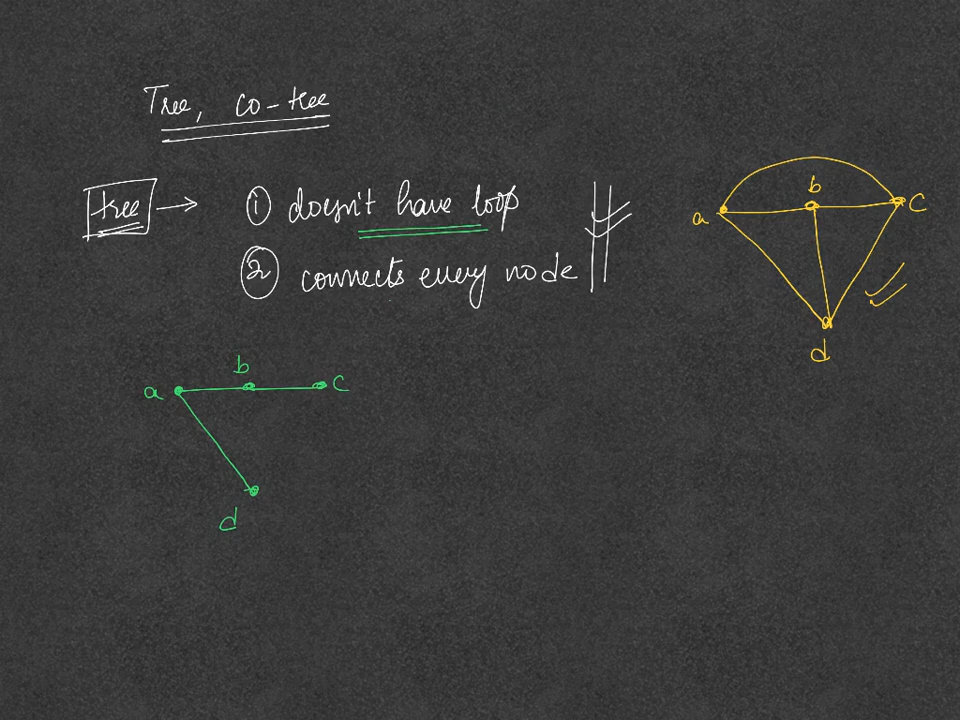 Tree, co-tree
tree → ① doesn't have loop
② connects every node
a b c
d
a b c
d